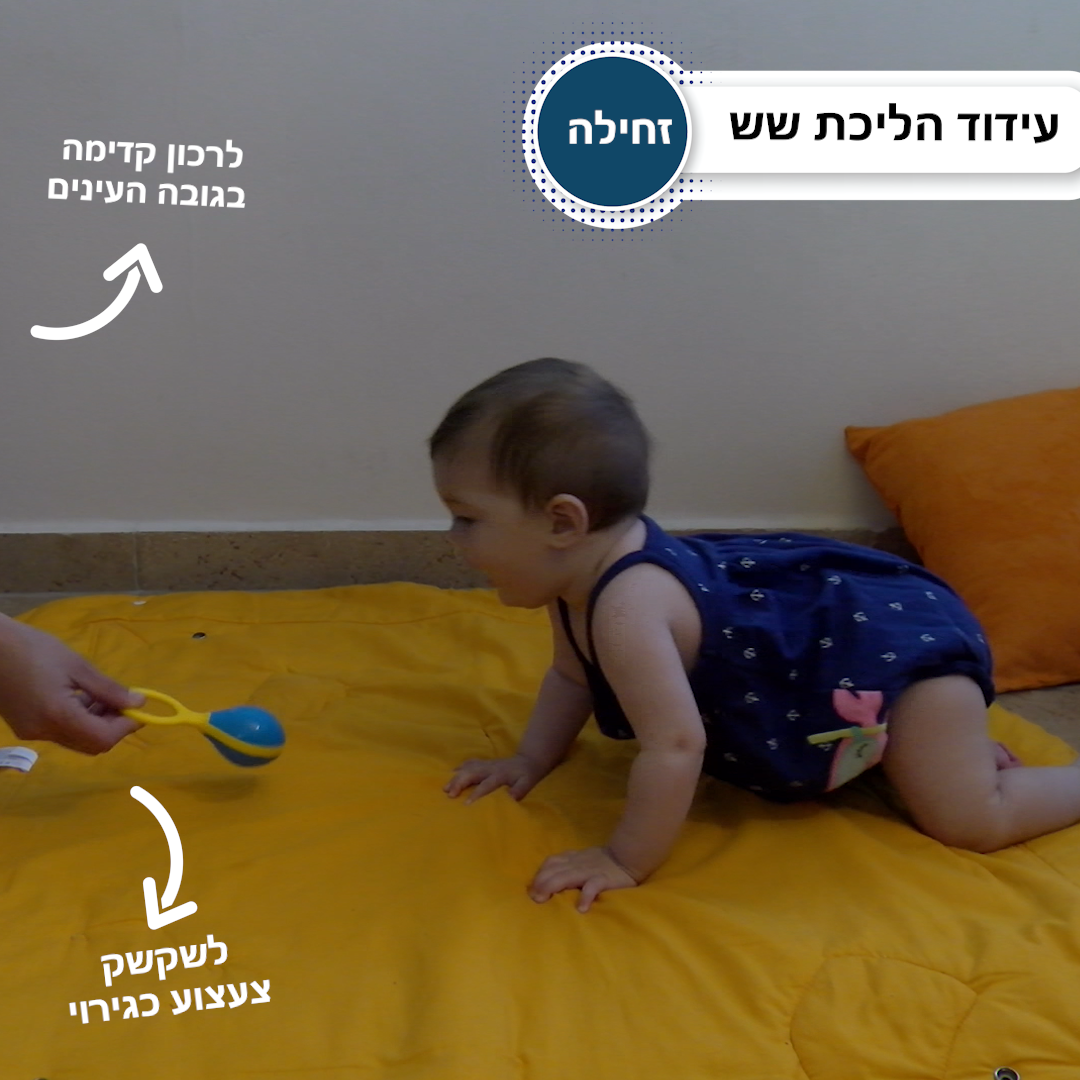 עידוד הליכת שש
זחילה
לרכון קדימה
בגובה העינים
לשקשק
צעצוע כגירוי